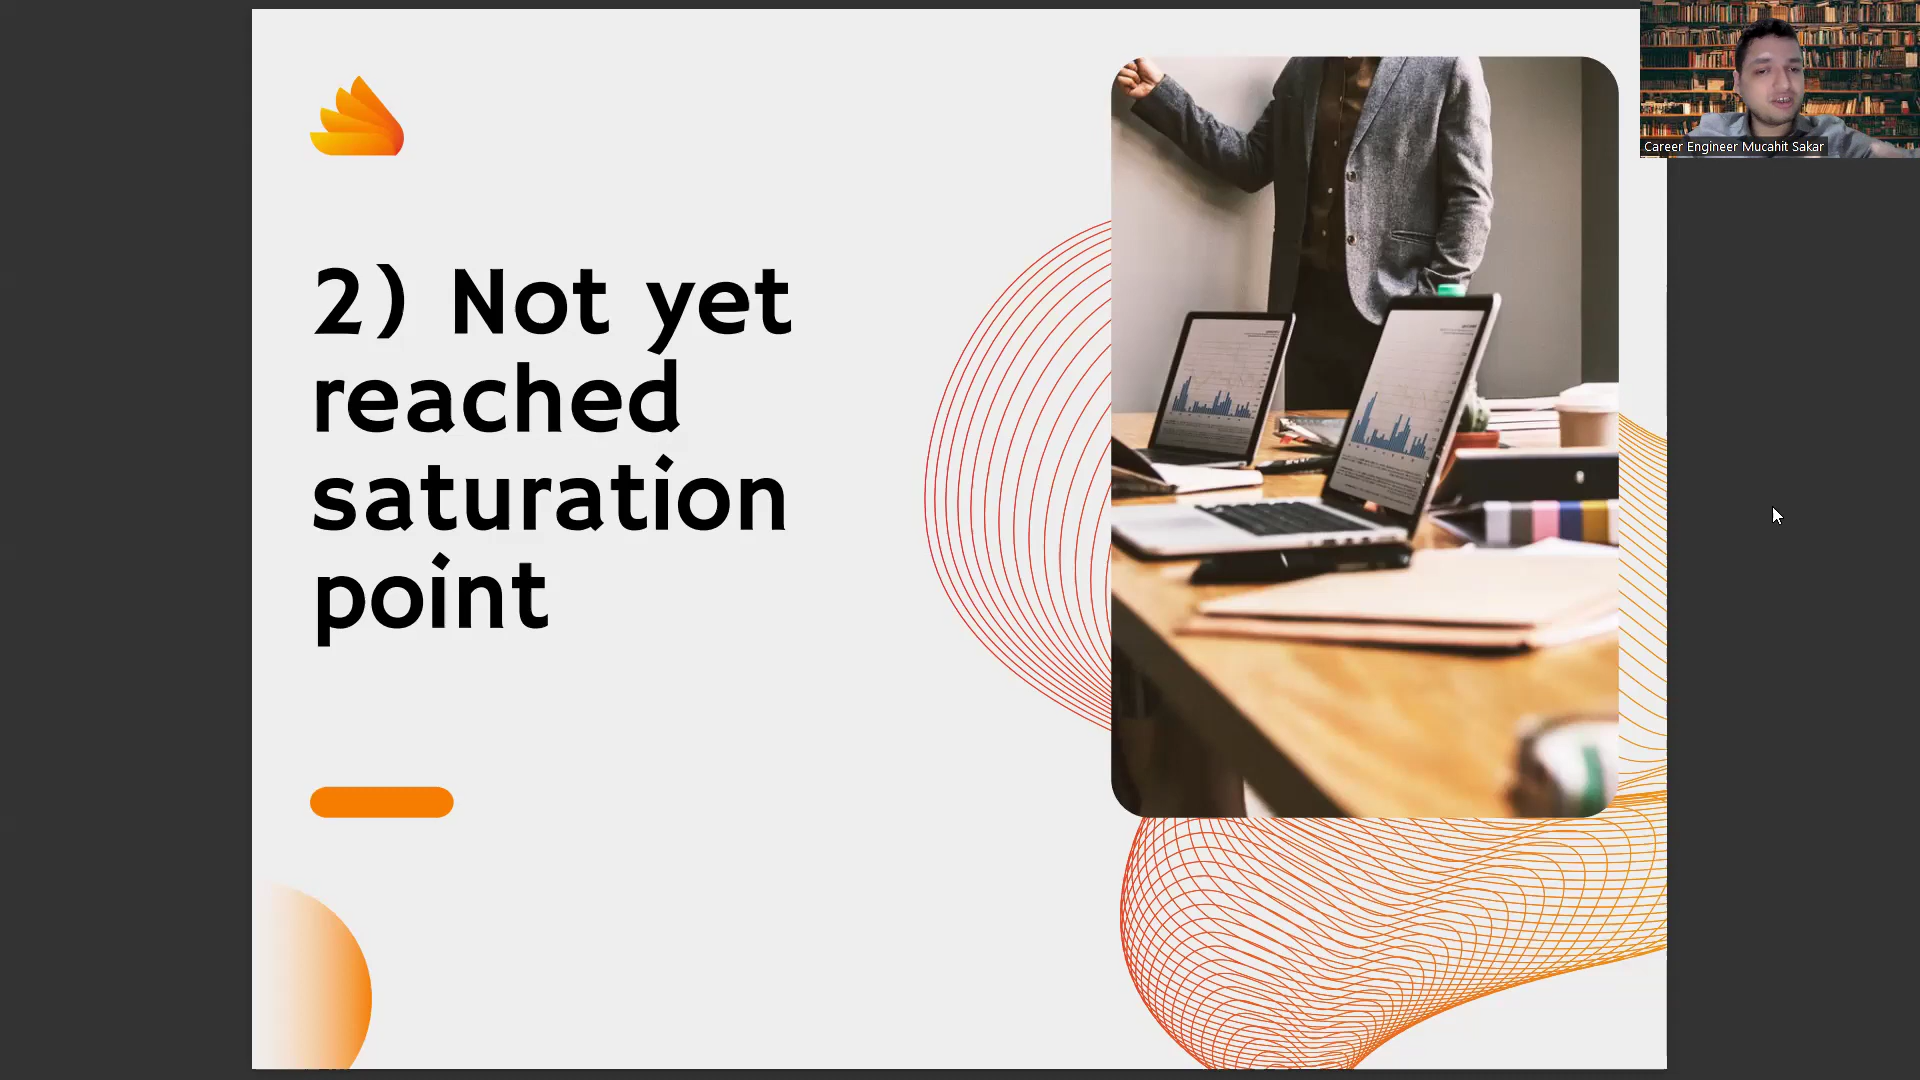 2) Not yet
reached
saturation
point
Career Engineer Mucahit Sakar